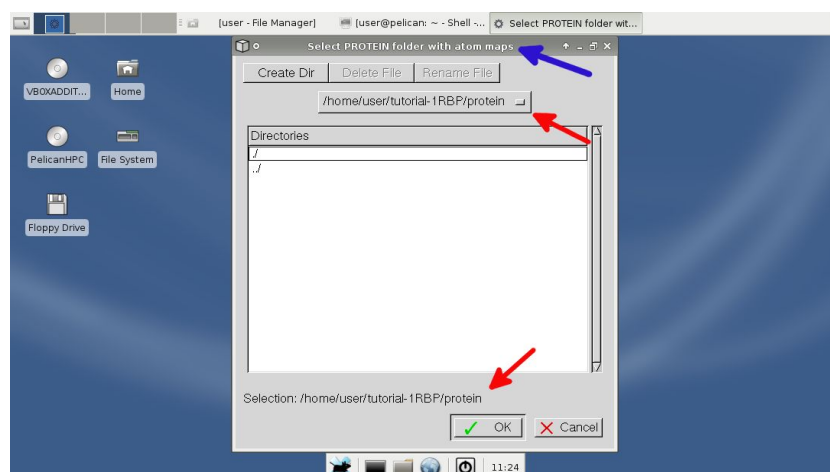 [user - File Manager]
[user@pelican: ~ - Shell -...
Select PROTEIN folder wit...
Select PROTEIN folder with atom maps
Create Dir
Delete File
Rename File
/home/user/tutorial-1RBP/protein
VBOXADDIT...
Home
Directories
./
../
PelicanHPC
File System
Floppy Drive
Selection: /home/user/tutorial-1RBP/protein
OK
Cancel
11:24